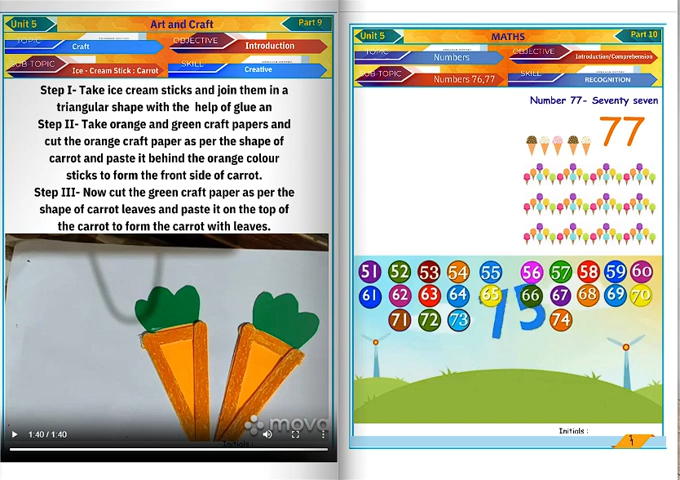 Unit 5
Art and Craft
Part 9
TOPIC
Craft
OBJECTIVE
Introduction
SUB-TOPIC
Ice - Cream Stick : Carrot
SKILL
Creative
Step I- Take ice cream sticks and join them in a
triangular shape with the help of glue an
Step II- Take orange and green craft papers and
cut the orange craft paper as per the shape of
carrot and paste it behind the orange colour
sticks to form the front side of carrot.
Step III- Now cut the green craft paper as per the
shape of carrot leaves and paste it on the top of
the carrot to form the carrot with leaves.
mova
1:40 / 1:40
Initials :
Unit 5
MATHS
Part 10
TOPIC
Numbers
OBJECTIVE
Introduction/Comprehension
SUB-TOPIC
Numbers 76,77
SKILL
RECOGNITION
Number 77- Seventy seven
77
51 52 53 54 55 56 57 58 59 60
61 62 63 64 65 66 67 68 69 70
71 72 73 74
75
Initials :